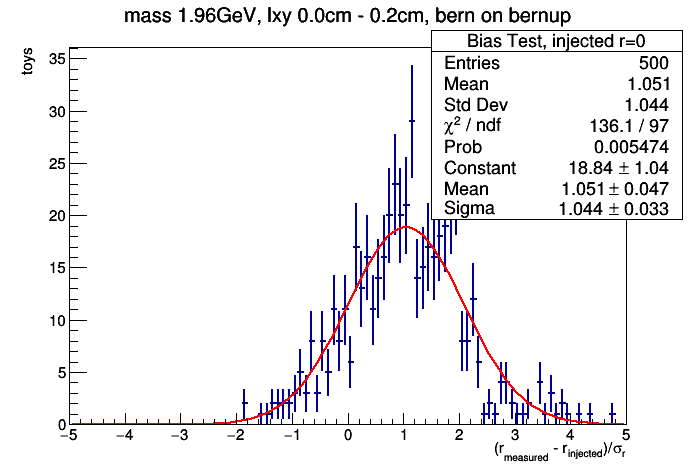 mass 1.96GeV, lxy 0.0cm - 0.2cm, bern on bernup
toys
Bias Test, injected r=0
Entries 500
Mean 1.051
Std Dev 1.044
χ² / ndf 136.1 / 97
Prob 0.005474
Constant 18.84 ± 1.04
Mean 1.051 ± 0.047
Sigma 1.044 ± 0.033
35
30
25
20
15
10
5
0
−5 −4 −3 −2 −1 0 1 2 3 4 5
(r_measured - r_injected)/σ_r